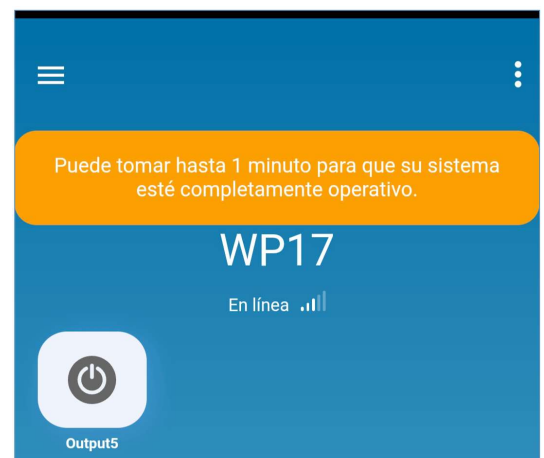 Puede tomar hasta 1 minuto para que su sistema
esté completamente operativo.
WP17
En línea
Output5